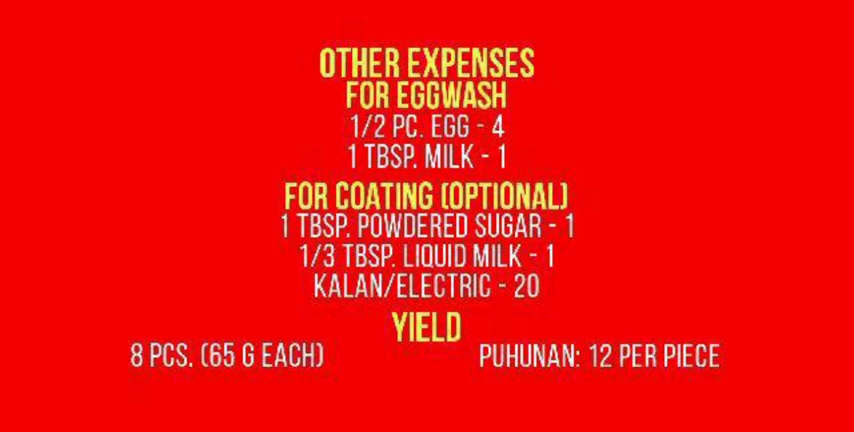 OTHER EXPENSES
FOR EGGWASH
1/2 PC. EGG - 4
1 TBSP. MILK - 1
FOR COATING (OPTIONAL)
1 TBSP. POWDERED SUGAR - 1
1/3 TBSP. LIQUID MILK - 1
KALAN/ELECTRIC - 20
YIELD
8 PCS. (65 G EACH) PUHUNAN: 12 PER PIECE